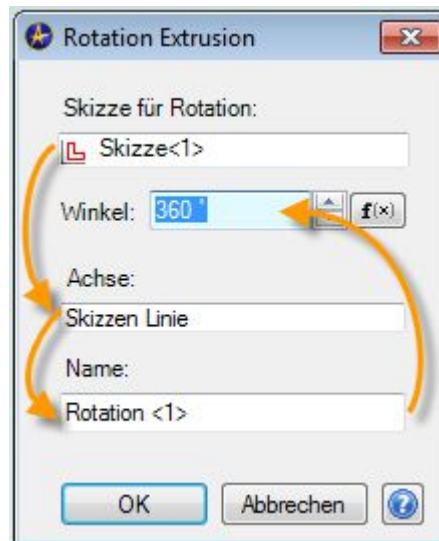 Rotation Extrusion
Skizze für Rotation:
Skizze<1>
Winkel: 360 ° f(x)
Achse:
Skizzen Linie
Name:
Rotation <1>
OK Abbrechen ?